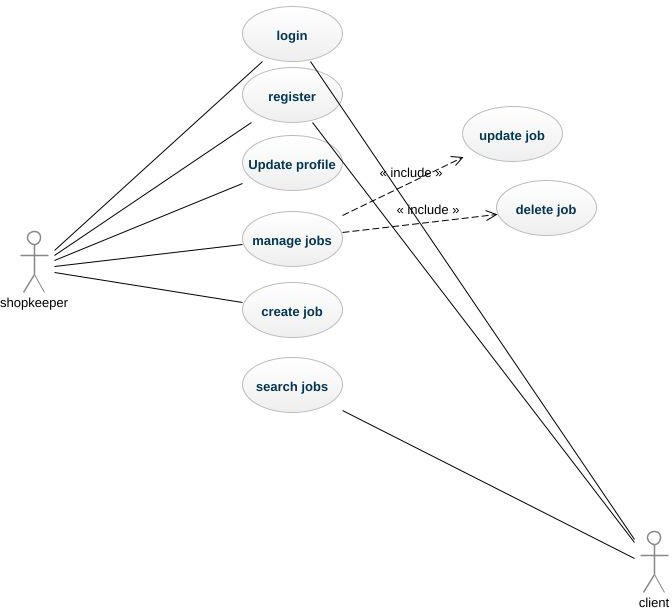 login
register
update job
Update profile
« include »
« include »
delete job
manage jobs
shopkeeper
create job
search jobs
client